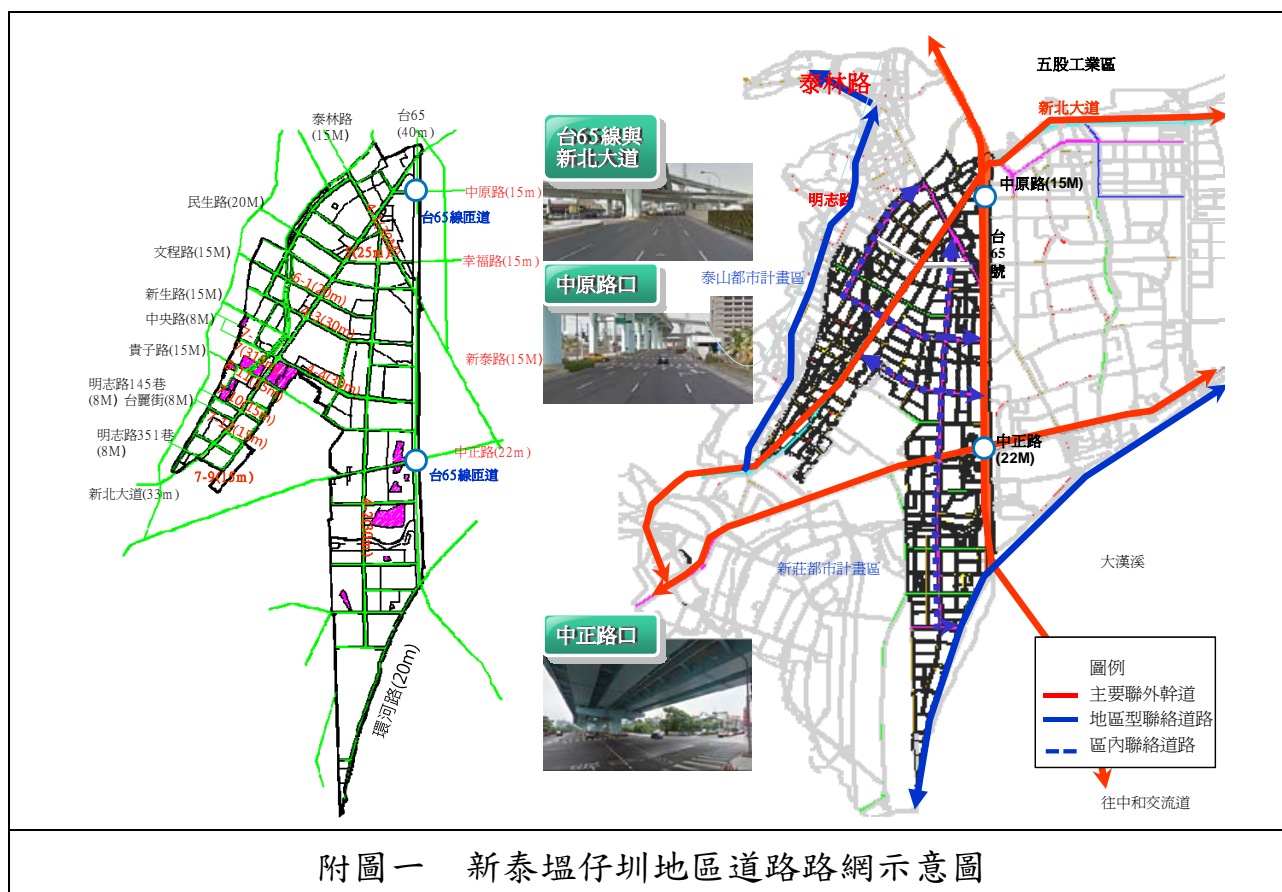 泰林路
(15M)
台65
(40m)
民生路(20M)
文程路(15M)
新生路(15M)
中央路(8M)
貴子路(15M)
明志路145巷
(8M) 台麗街(8M)
明志路351巷
(8M)
新北大道(33m)
中原路(15m)
台65線匝道
幸福路(15m)
6-1(20m)
4-3(30m)
4-4(30m)
新泰路(15M)
中正路(22m)
台65線匝道
7-9(15m)
環河路(20m)
台65線與
新北大道
中原路口
中正路口
泰林路
五股工業區
新北大道
中原路(15M)
明志路
台
65
號
泰山都市計畫區
中正路
(22M)
新莊都市計畫區
大漢溪
圖例
主要聯外幹道
地區型聯絡道路
區內聯絡道路
往中和交流道
附圖一 新泰塭仔圳地區道路路網示意圖